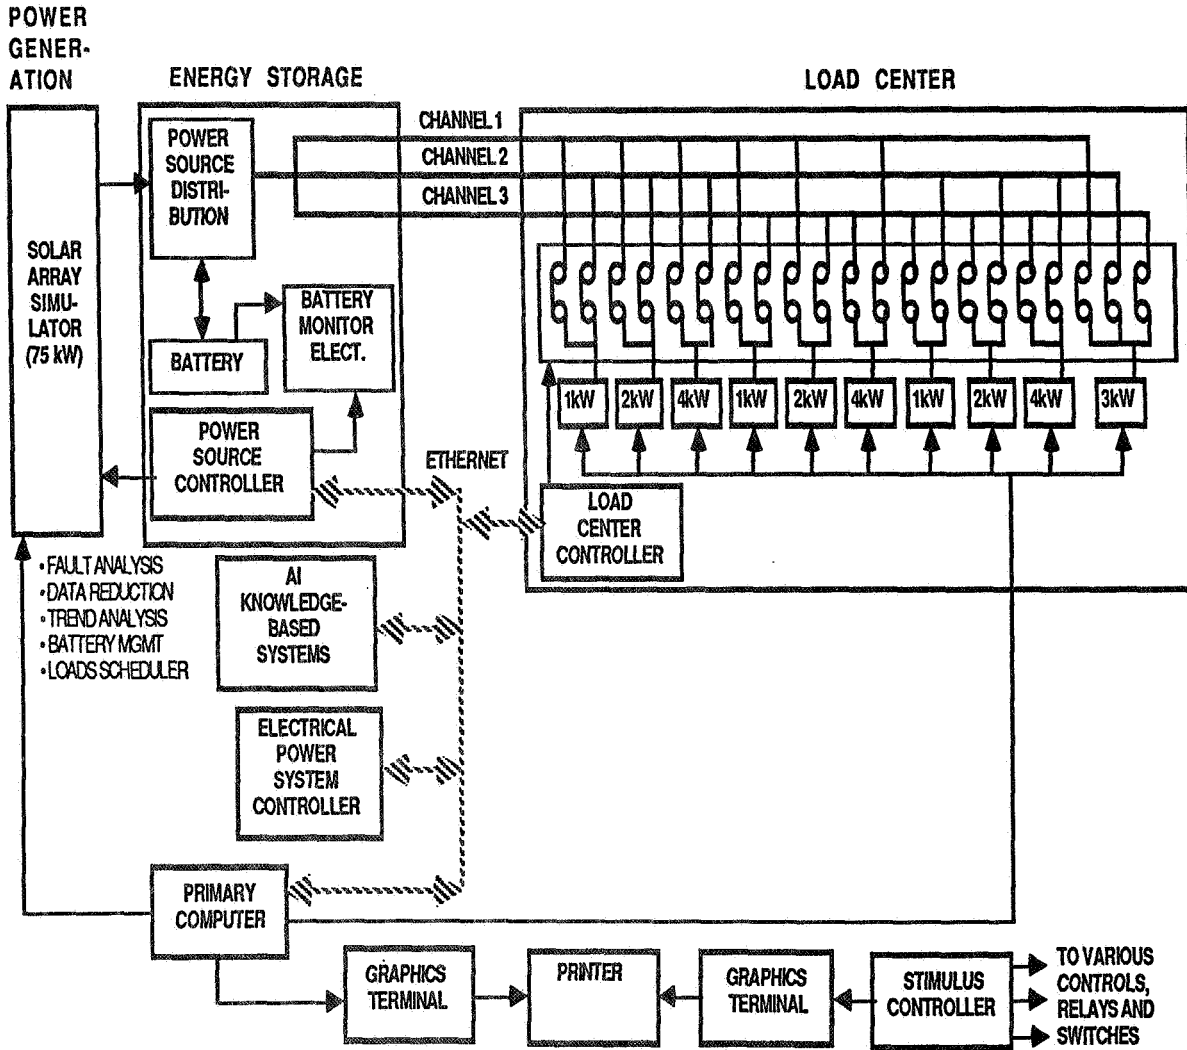 POWER
GENER-
ATION
ENERGY STORAGE
LOAD CENTER
SOLAR
ARRAY
SIMU-
LATOR
(75 kW)
POWER
SOURCE
DISTRI-
BUTION
BATTERY
BATTERY
MONITOR
ELECT.
POWER
SOURCE
CONTROLLER
CHANNEL 1
CHANNEL 2
CHANNEL 3
1kW 2kW 4kW 1kW 2kW 4kW 1kW 2kW 4kW 3kW
ETHERNET
LOAD
CENTER
CONTROLLER
• FAULT ANALYSIS
• DATA REDUCTION
• TREND ANALYSIS
• BATTERY MGMT
• LOADS SCHEDULER
AI
KNOWLEDGE-
BASED
SYSTEMS
ELECTRICAL
POWER
SYSTEM
CONTROLLER
PRIMARY
COMPUTER
GRAPHICS
TERMINAL
PRINTER
GRAPHICS
TERMINAL
STIMULUS
CONTROLLER
TO VARIOUS
CONTROLS,
RELAYS AND
SWITCHES